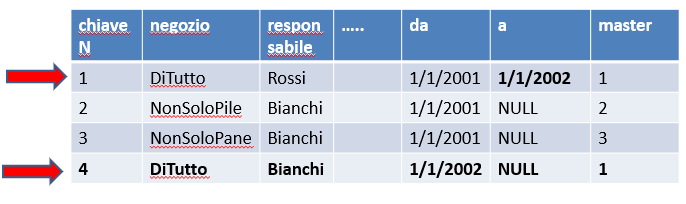 chiave N negozio respon sabile ..... da a master
1 DiTutto Rossi 1/1/2001 1/1/2002 1
2 NonSoloPile Bianchi 1/1/2001 NULL 2
3 NonSoloPane Bianchi 1/1/2001 NULL 3
4 DiTutto Bianchi 1/1/2002 NULL 1